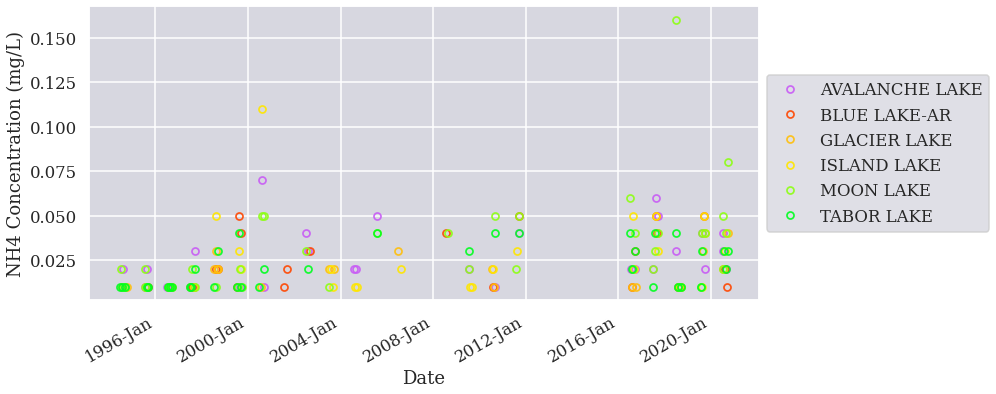 NH4 Concentration (mg/L)
0.150
0.125
0.100
0.075
0.050
0.025
1996-Jan
2000-Jan
2004-Jan
2008-Jan
2012-Jan
2016-Jan
2020-Jan
Date
AVALANCHE LAKE
BLUE LAKE-AR
GLACIER LAKE
ISLAND LAKE
MOON LAKE
TABOR LAKE